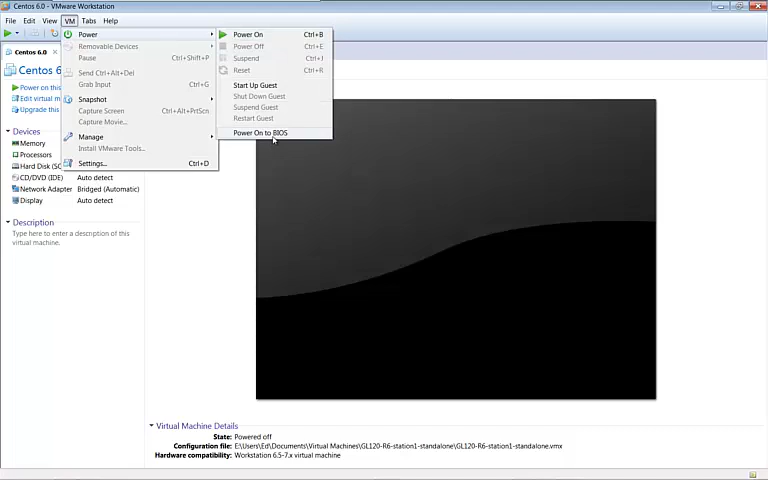 Centos 6.0 - VMware Workstation
File Edit View VM Tabs Help
Centos 6.0 ×
Centos 6
Power on this
Edit virtual m
Upgrade this
Devices
Memory
Processors
Hard Disk (SC
CD/DVD (IDE) Auto detect
Network Adapter Bridged (Automatic)
Display Auto detect
Description
Type here to enter a description of this
virtual machine.
Power
Removable Devices
Pause Ctrl+Shift+P
Send Ctrl+Alt+Del
Grab Input Ctrl+G
Snapshot
Capture Screen Ctrl+Alt+PrtScn
Capture Movie...
Manage
Install VMware Tools...
Settings... Ctrl+D
Power On Ctrl+B
Power Off Ctrl+E
Suspend Ctrl+J
Reset Ctrl+R
Start Up Guest
Shut Down Guest
Suspend Guest
Restart Guest
Power On to BIOS
Virtual Machine Details
State: Powered off
Configuration file: E:\Users\Ed\Documents\Virtual Machines\GL120-R6-station1-standalone\GL120-R6-station1-standalone.vmx
Hardware compatibility: Workstation 6.5-7.x virtual machine